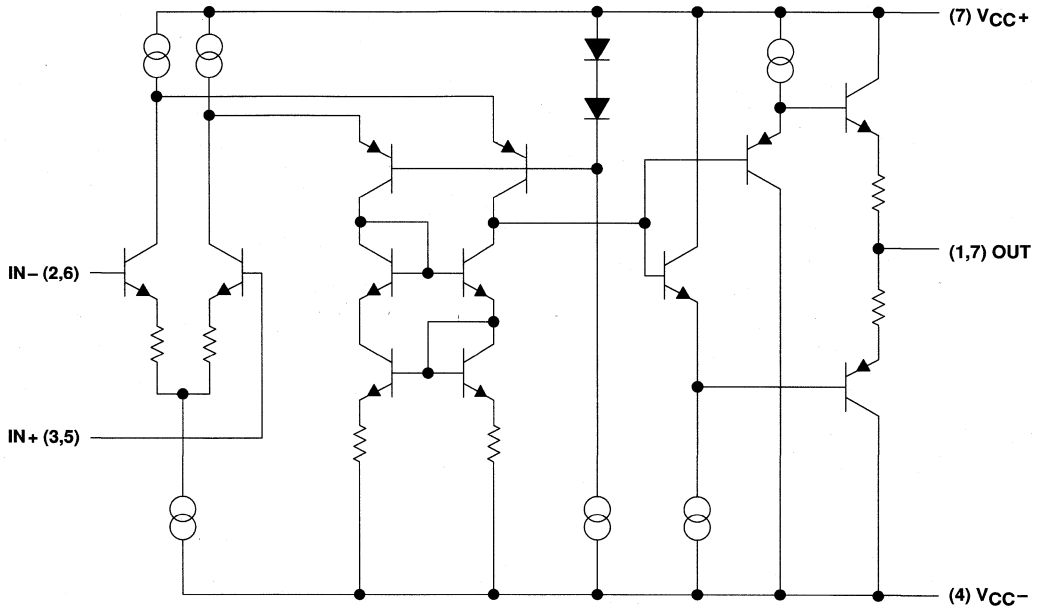 (7) VCC+
IN– (2,6)
(1,7) OUT
IN+ (3,5)
(4) VCC–